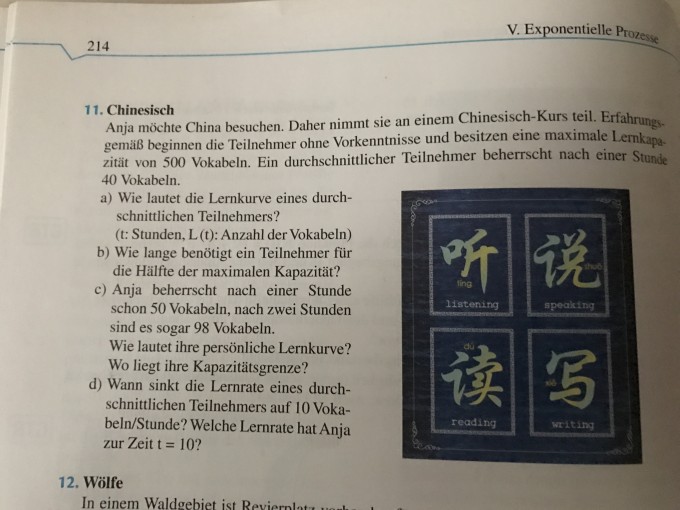 214
V. Exponentielle Prozesse
11. Chinesisch
Anja möchte China besuchen. Daher nimmt sie an einem Chinesisch-Kurs teil. Erfahrungs-
gemäß beginnen die Teilnehmer ohne Vorkenntnisse und besitzen eine maximale Lernkapa-
zität von 500 Vokabeln. Ein durchschnittlicher Teilnehmer beherrscht nach einer Stunde
40 Vokabeln.
a) Wie lautet die Lernkurve eines durch-
schnittlichen Teilnehmers?
(t: Stunden, L(t): Anzahl der Vokabeln)
b) Wie lange benötigt ein Teilnehmer für
die Hälfte der maximalen Kapazität?
c) Anja beherrscht nach einer Stunde
schon 50 Vokabeln, nach zwei Stunden
sind es sogar 98 Vokabeln.
Wie lautet ihre persönliche Lernkurve?
Wo liegt ihre Kapazitätsgrenze?
d) Wann sinkt die Lernrate eines durch-
schnittlichen Teilnehmers auf 10 Voka-
beln/Stunde? Welche Lernrate hat Anja
zur Zeit t = 10?
听
tīng
listening
说
shuō
speaking
读
dú
reading
写
xiě
writing
12. Wölfe
In einem Waldgebiet ist Revierplatz